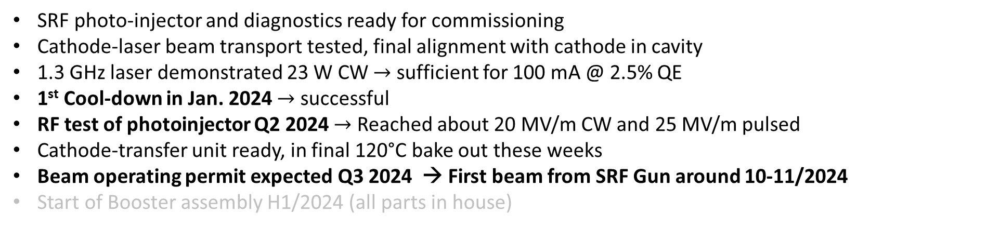 • SRF photo-injector and diagnostics ready for commissioning
• Cathode-laser beam transport tested, final alignment with cathode in cavity
• 1.3 GHz laser demonstrated 23 W CW → sufficient for 100 mA @ 2.5% QE
• 1st Cool-down in Jan. 2024 → successful
• RF test of photoinjector Q2 2024 → Reached about 20 MV/m CW and 25 MV/m pulsed
• Cathode-transfer unit ready, in final 120°C bake out these weeks
• Beam operating permit expected Q3 2024 → First beam from SRF Gun around 10-11/2024
• Start of Booster assembly H1/2024 (all parts in house)